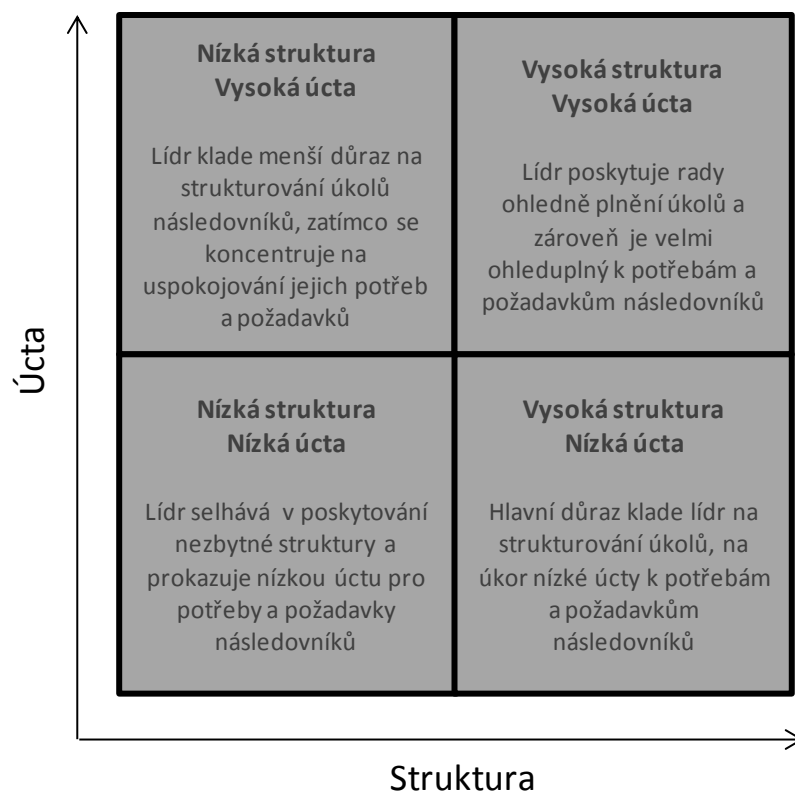 Nízká struktura
Vysoká úcta
Lídr klade menší důraz na
strukturování úkolů
následovníků, zatímco se
koncentruje na
uspokojování jejich potřeb
a požadavků
Vysoká struktura
Vysoká úcta
Lídr poskytuje rady
ohledně plnění úkolů a
zároveň je velmi
ohleduplný k potřebám a
požadavkům následovníků
Úcta
Nízká struktura
Nízká úcta
Lídr selhává v poskytování
nezbytné struktury a
prokazuje nízkou úctu pro
potřeby a požadavky
následovníků
Vysoká struktura
Nízká úcta
Hlavní důraz klade lídr na
strukturování úkolů, na
úkor nízké úcty k potřebám
a požadavkům
následovníků
Struktura